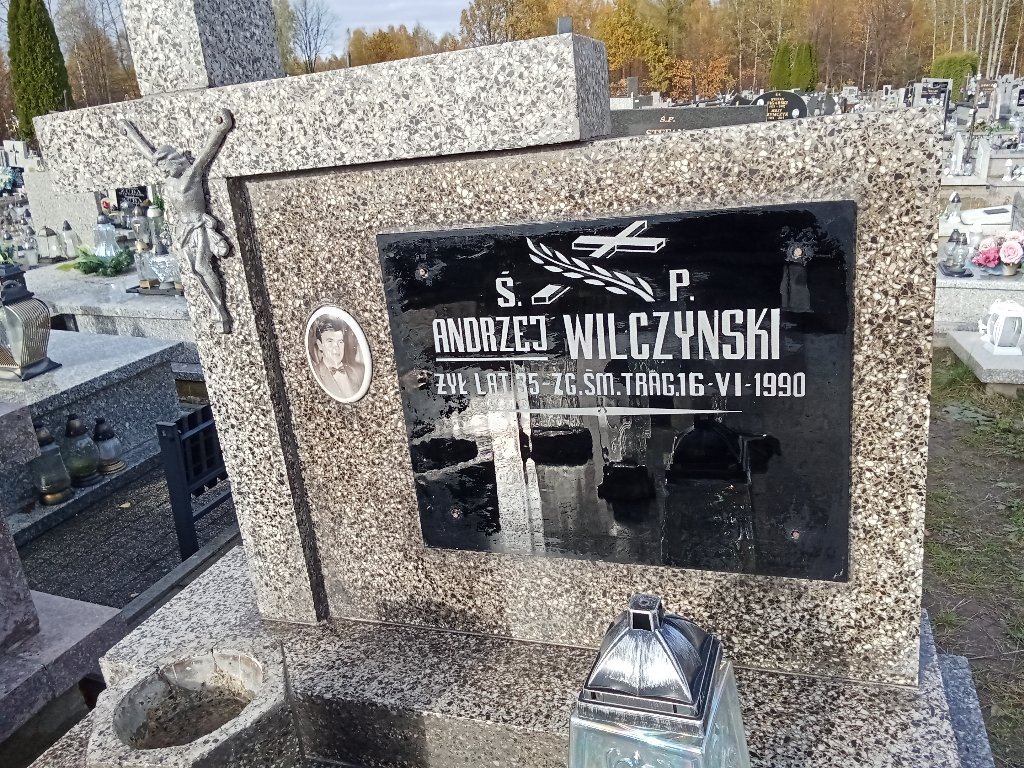 Ś. P.
ANDRZEJ WILCZYNSKI
ŻYŁ LAT 35-ZG.ŚM.TRAG.16-VI-1990
Ś.P.